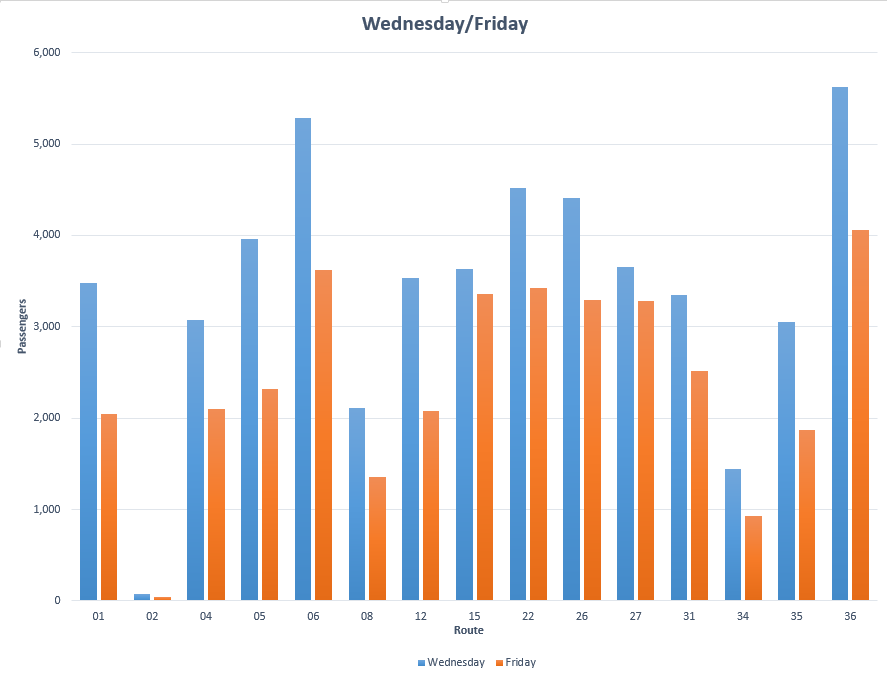 Wednesday/Friday
6,000
5,000
4,000
3,000
2,000
1,000
0
Passengers
01 02 04 05 06 08 12 15 22 26 27 31 34 35 36
Route
Wednesday Friday